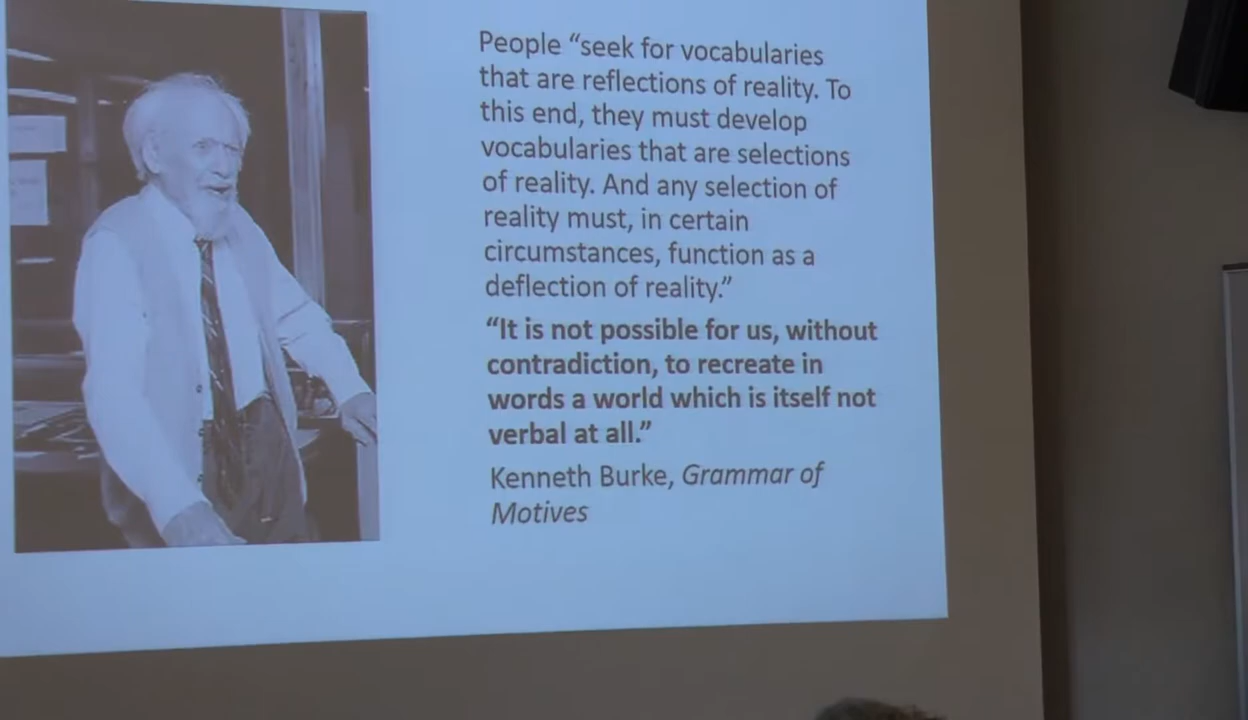 People “seek for vocabularies
that are reflections of reality. To
this end, they must develop
vocabularies that are selections
of reality. And any selection of
reality must, in certain
circumstances, function as a
deflection of reality.”
“It is not possible for us, without
contradiction, to recreate in
words a world which is itself not
verbal at all.”
Kenneth Burke, Grammar of
Motives